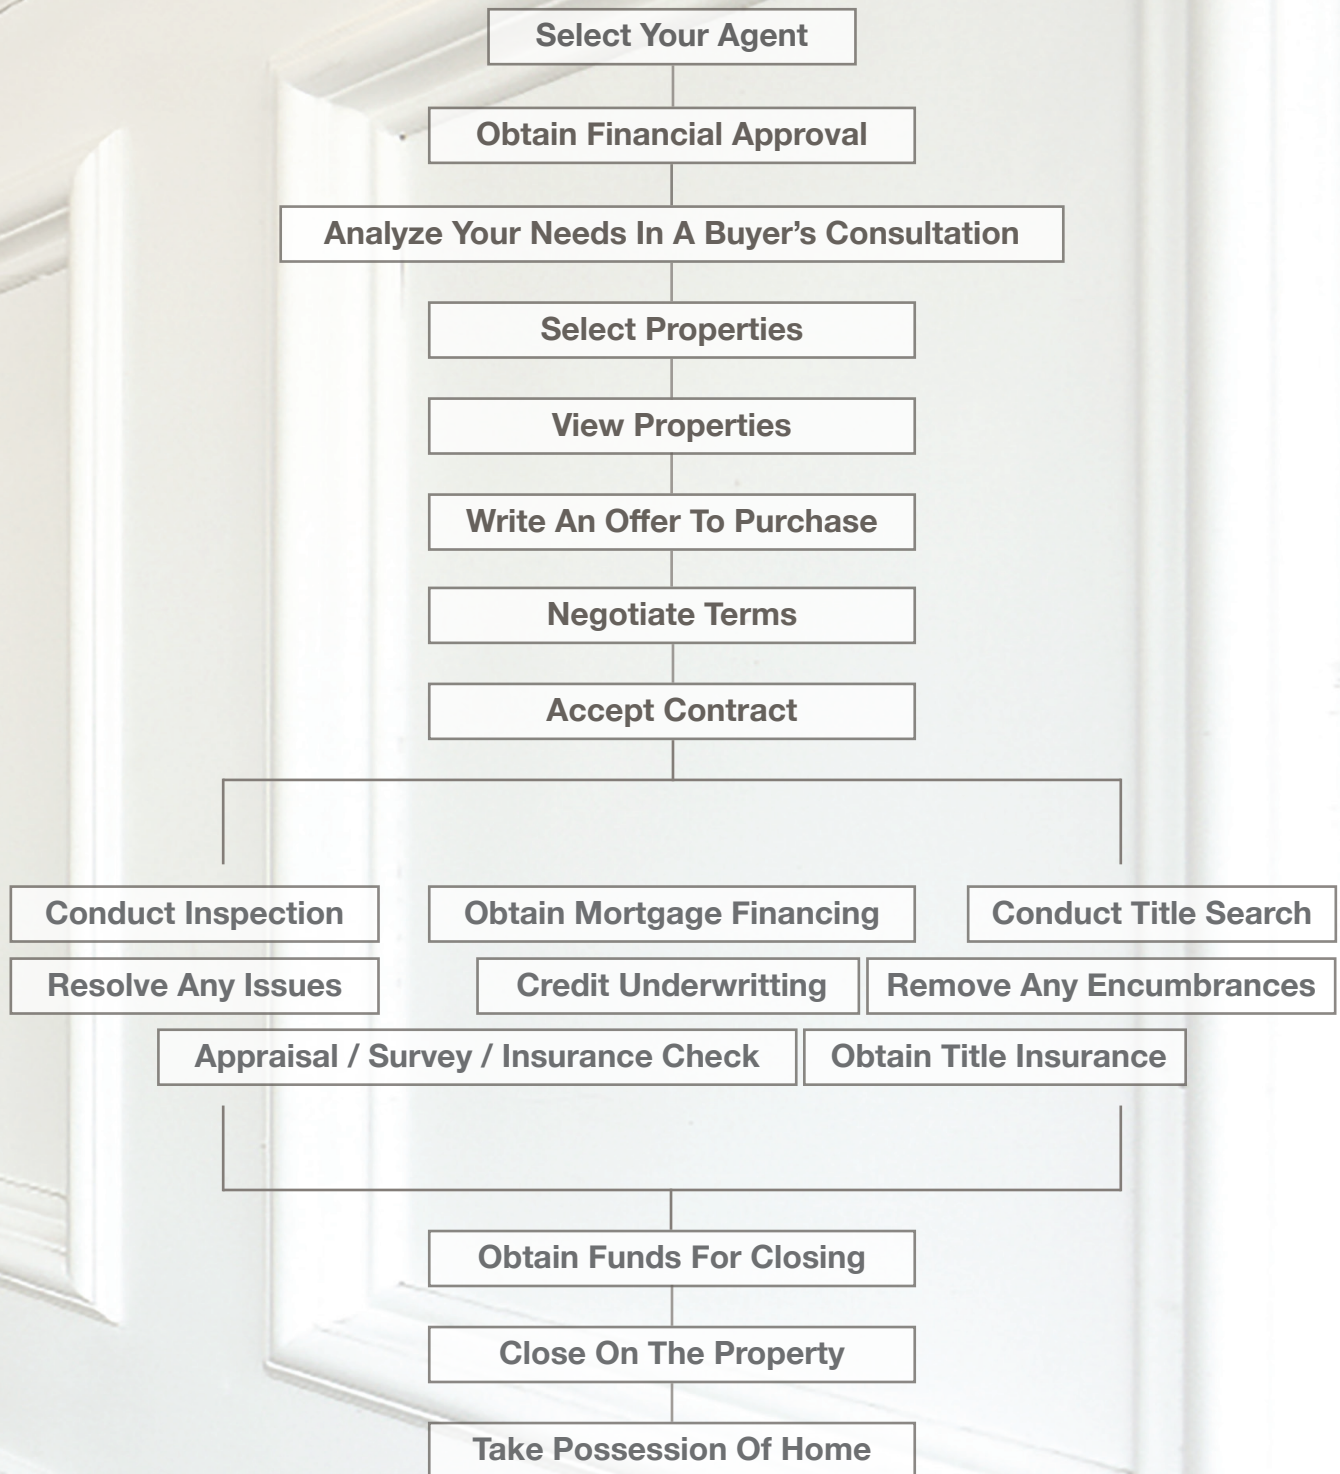 Select Your Agent
Obtain Financial Approval
Analyze Your Needs In A Buyer’s Consultation
Select Properties
View Properties
Write An Offer To Purchase
Negotiate Terms
Accept Contract
Conduct Inspection
Obtain Mortgage Financing
Conduct Title Search
Resolve Any Issues
Credit Underwritting
Remove Any Encumbrances
Appraisal / Survey / Insurance Check
Obtain Title Insurance
Obtain Funds For Closing
Close On The Property
Take Possession Of Home